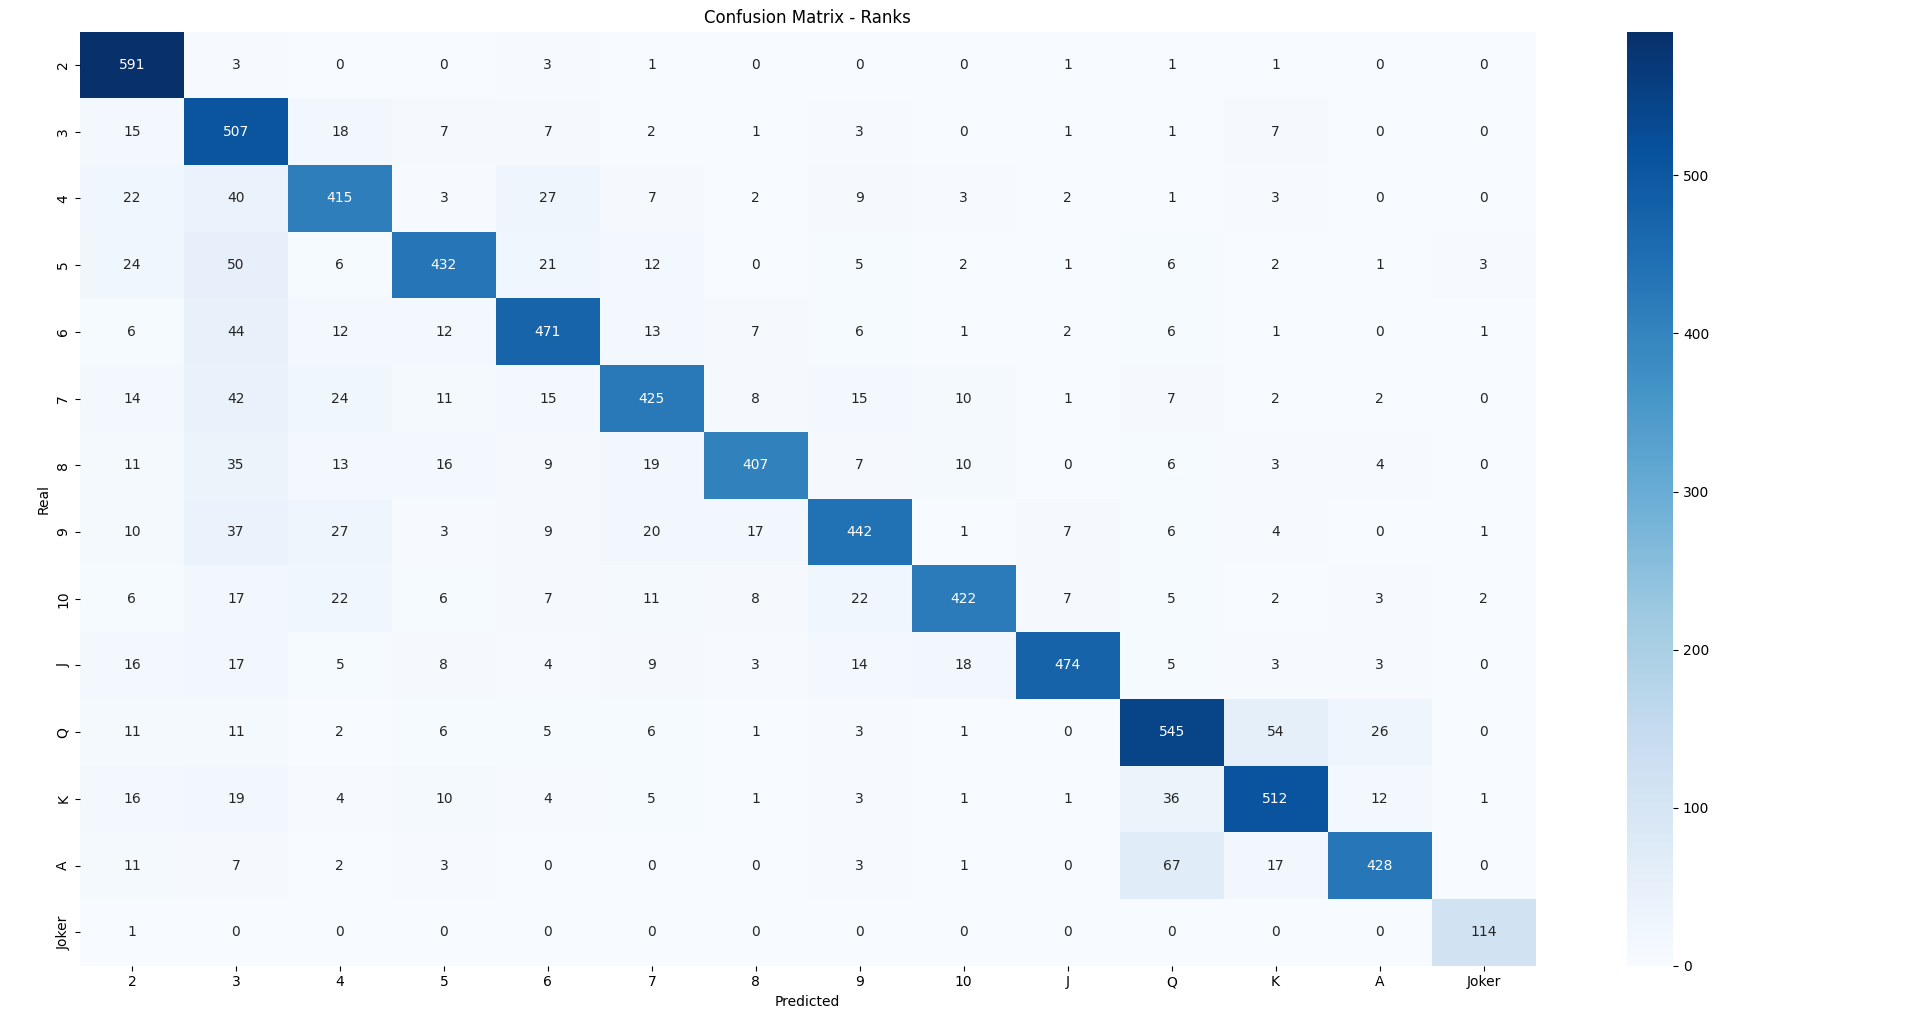 Confusion Matrix - Ranks
2 591 3 0 0 3 1 0 0 0 1 1 1 0 0
3 15 507 18 7 7 2 1 3 0 1 1 7 0 0
4 22 40 415 3 27 7 2 9 3 2 1 3 0 0
5 24 50 6 432 21 12 0 5 2 1 6 2 1 3
6 6 44 12 12 471 13 7 6 1 2 6 1 0 1
7 14 42 24 11 15 425 8 15 10 1 7 2 2 0
8 11 35 13 16 9 19 407 7 10 0 6 3 4 0
Real
9 10 37 27 3 9 20 17 442 1 7 6 4 0 1
10 6 17 22 6 7 11 8 22 422 7 5 2 3 2
J 16 17 5 8 4 9 3 14 18 474 5 3 3 0
Q 11 11 2 6 5 6 1 3 1 0 545 54 26 0
K 16 19 4 10 4 5 1 3 1 1 36 512 12 1
A 11 7 2 3 0 0 0 3 1 0 67 17 428 0
Joker 1 0 0 0 0 0 0 0 0 0 0 0 0 114
2 3 4 5 6 7 8 9 10 J Q K A Joker
Predicted
500
400
300
200
100
0